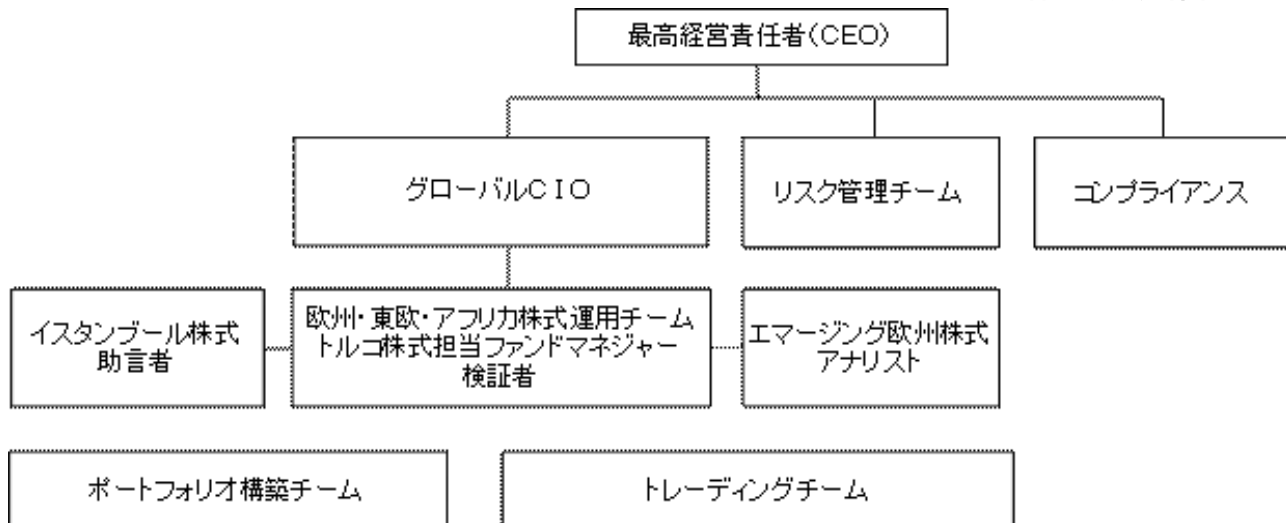 最高経営責任者(CEO)
グローバルCIO
リスク管理チーム
コンプライアンス
イスタンブール株式
助言者
欧州・東欧・アフリカ株式運用チーム
トルコ株式担当ファンドマネジャー
検証者
エマージング欧州株式
アナリスト
ポートフォリオ構築チーム
トレーディングチーム